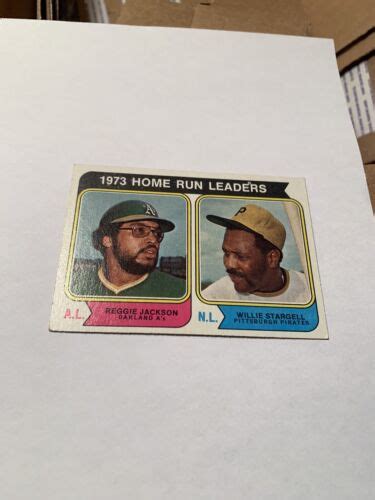 1973 HOME RUN LEADERS
A
P
A.L.
REGGIE JACKSON
OAKLAND A's
N.L.
WILLIE STARGELL
PITTSBURGH PIRATES